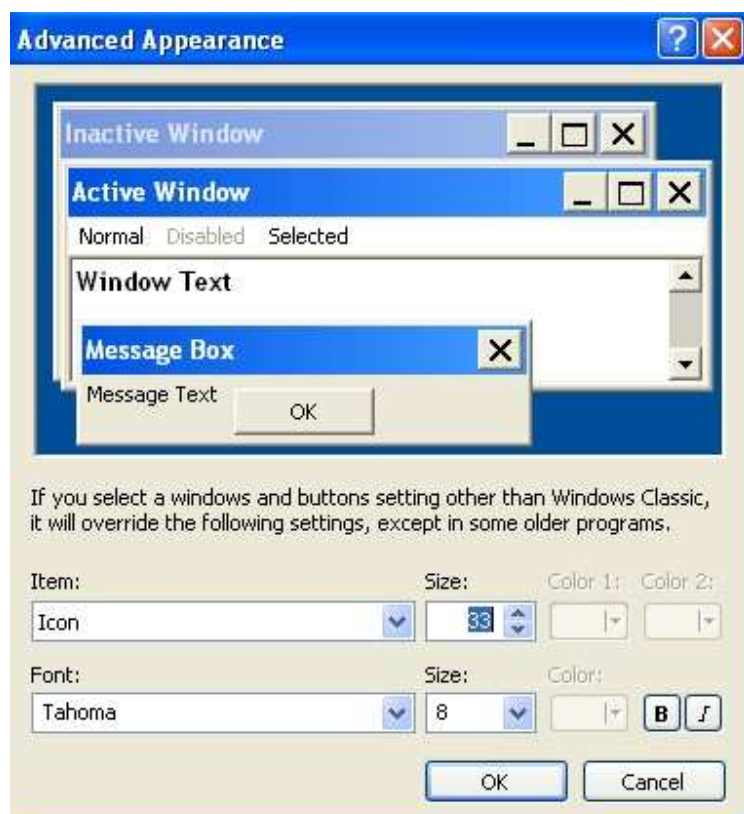 Advanced Appearance
Inactive Window
Active Window
Normal Disabled Selected
Window Text
Message Box
Message Text
OK
If you select a windows and buttons setting other than Windows Classic,
it will override the following settings, except in some older programs.
Item: Size: Color 1: Color 2:
Icon 33
Font: Size: Color:
Tahoma 8 B I
OK Cancel